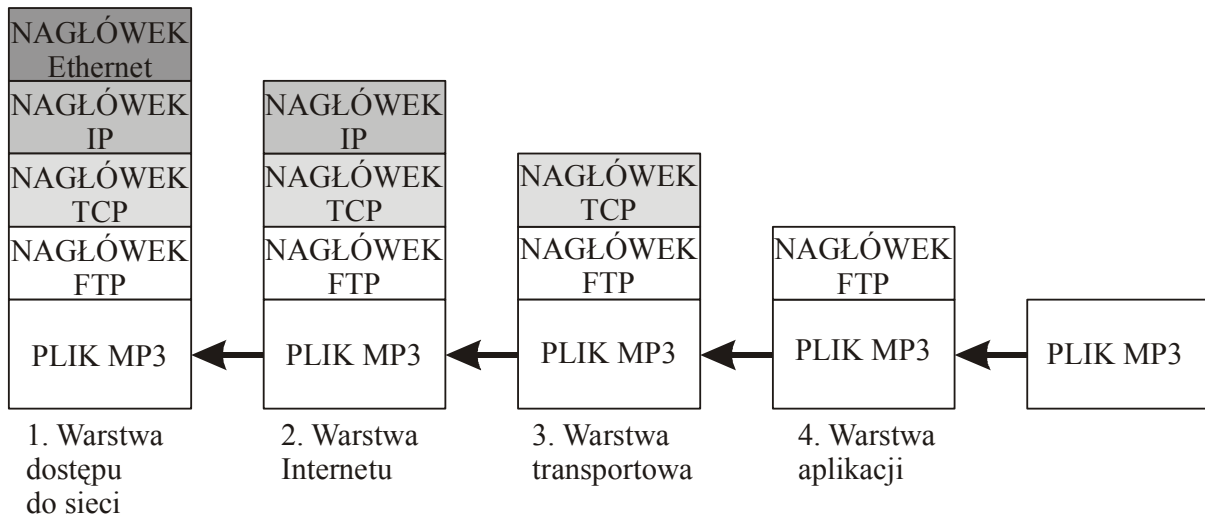 NAGŁÓWEK
Ethernet
NAGŁÓWEK
IP
NAGŁÓWEK
TCP
NAGŁÓWEK
FTP
PLIK MP3
1. Warstwa
dostępu
do sieci
NAGŁÓWEK
IP
NAGŁÓWEK
TCP
NAGŁÓWEK
FTP
PLIK MP3
2. Warstwa
Internetu
NAGŁÓWEK
TCP
NAGŁÓWEK
FTP
PLIK MP3
3. Warstwa
transportowa
NAGŁÓWEK
FTP
PLIK MP3
4. Warstwa
aplikacji
PLIK MP3